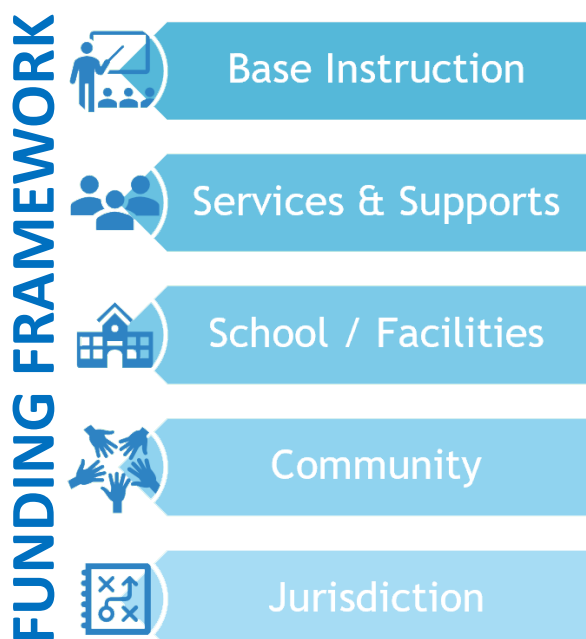 FUNDING FRAMEWORK
Base Instruction
Services & Supports
School / Facilities
Community
Jurisdiction